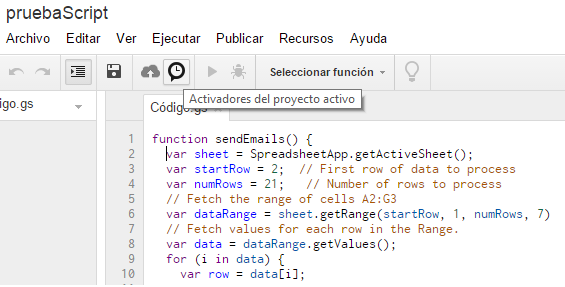 pruebaScript
Archivo Editar Ver Ejecutar Publicar Recursos Ayuda
Seleccionar función
Activadores del proyecto activo
igo.gs
Código.gs
1 function sendEmails() {
2 var sheet = SpreadsheetApp.getActiveSheet();
3 var startRow = 2; // First row of data to process
4 var numRows = 21; // Number of rows to process
5 // Fetch the range of cells A2:G3
6 var dataRange = sheet.getRange(startRow, 1, numRows, 7)
7 // Fetch values for each row in the Range.
8 var data = dataRange.getValues();
9 for (i in data) {
10 var row = data[i];